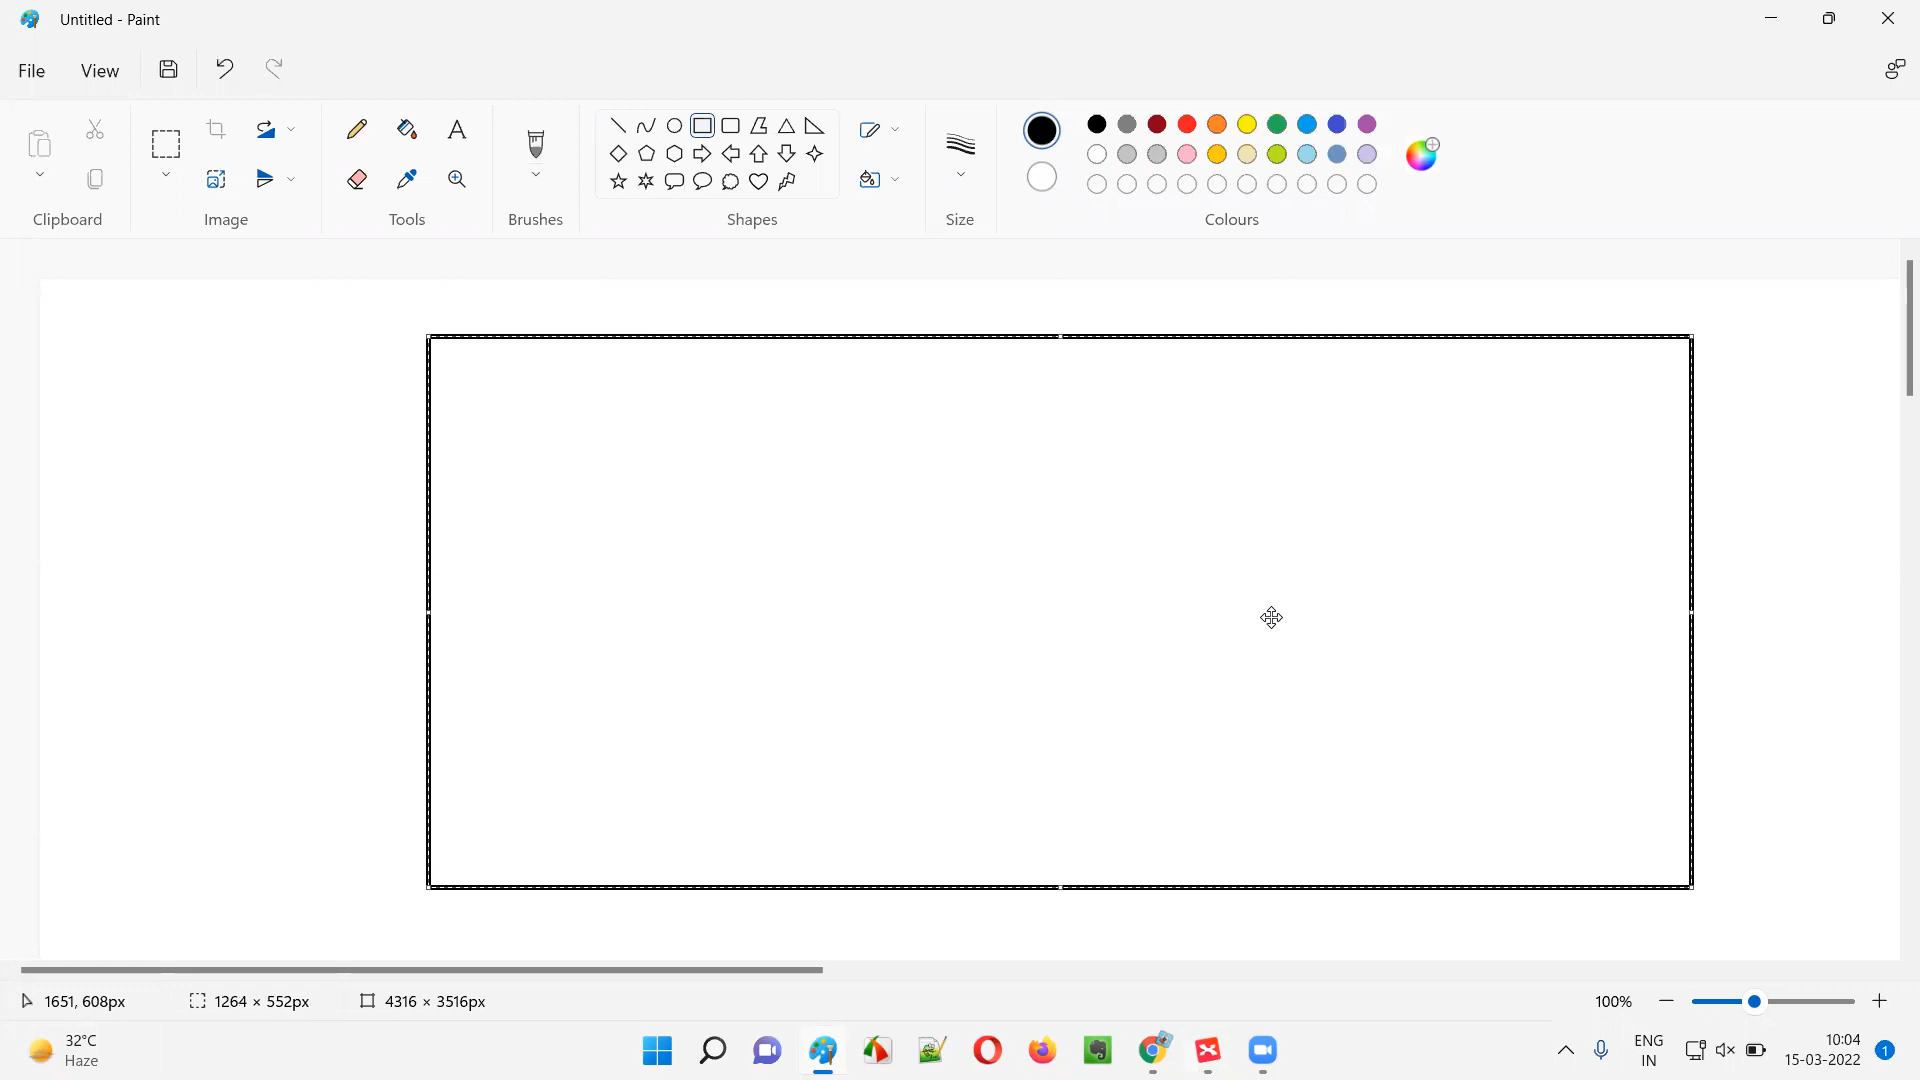 Untitled - Paint
File View
Clipboard Image Tools Brushes Shapes Size Colours
1651, 608px 1264 × 552px 4316 × 3516px 100%
32°C
Haze
ENG
IN
10:04
15-03-2022
1